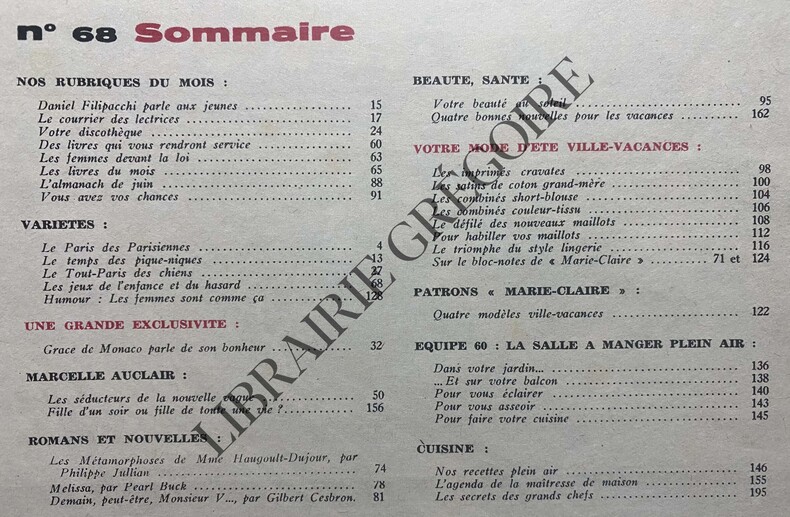 n° 68 Sommaire
NOS RUBRIQUES DU MOIS :
Daniel Filipacchi parle aux jeunes ........................ 15
Le courrier des lectrices ........................ 17
Votre discothèque ........................ 24
Des livres qui vous rendront service ........................ 60
Les femmes devant la loi ........................ 63
Les livres du mois ........................ 65
L'almanach de juin ........................ 88
Vous avez vos chances ........................ 91
VARIETES :
Le Paris des Parisiennes ........................ 4
Le temps des pique-niques ........................ 13
Le Tout-Paris des chiens ........................ 27
Les jeux de l'enfance et du hasard ........................ 68
Humour : Les femmes sont comme ça ........................ 128
UNE GRANDE EXCLUSIVITE :
Grace de Monaco parle de son bonheur ........................ 32
MARCELLE AUCLAIR :
Les séducteurs de la nouvelle vague ........................ 50
Fille d'un soir ou fille de toute une vie ? ........................ 156
ROMANS ET NOUVELLES :
Les Métamorphoses de Mme Haugoult-Dujour, par
Philippe Jullian ........................ 74
Melissa, par Pearl Buck ........................ 78
Demain, peut-être, Monsieur V..., par Gilbert Cesbron. 81
BEAUTE, SANTE :
Votre beauté au soleil ........................ 95
Quatre bonnes nouvelles pour les vacances ........................ 162
VOTRE MODE D'ETE VILLE-VACANCES :
Les imprimés cravates ........................ 98
Les satins de coton grand-mère ........................ 100
Les combinés short-blouse ........................ 104
Les combinés couleur-tissu ........................ 106
Le défilé des nouveaux maillots ........................ 108
Pour habiller vos maillots ........................ 112
Le triomphe du style lingerie ........................ 116
Sur le bloc-notes de « Marie-Claire » ........................ 71 et 124
PATRONS « MARIE-CLAIRE » :
Quatre modèles ville-vacances ........................ 122
EQUIPE 60 : LA SALLE A MANGER PLEIN AIR :
Dans votre jardin... ........................ 136
...Et sur votre balcon ........................ 138
Pour vous éclairer ........................ 140
Pour vous asseoir ........................ 143
Pour faire votre cuisine ........................ 145
CUISINE :
Nos recettes plein air ........................ 146
L'agenda de la maîtresse de maison ........................ 155
Les secrets des grands chefs ........................ 195
LIBRAIRIE GRÉGOIRE